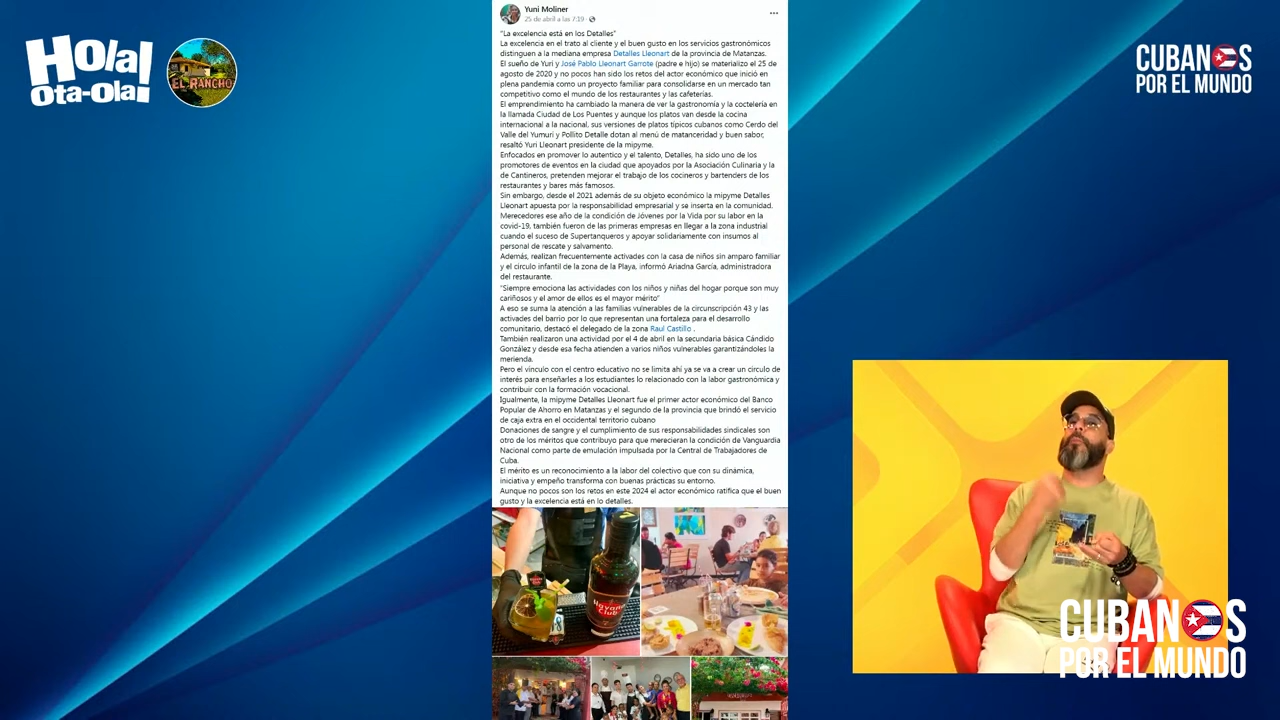 Hola!
Ota-Ola!
EL RANCHO
Yuni Moliner
25 de abril a las 7:19
"La excelencia está en los Detalles"
La excelencia en el trato al cliente y el buen gusto en los servicios gastronómicos
distinguen a la mediana empresa Detalles Lleonart de la provincia de Matanzas.
El sueño de Yuri y José Pablo Lleonart Garrote (padre e hijo) se materializo el 25 de
agosto de 2020 y no pocos han sido los retos del actor económico que inició en
plena pandemia como un proyecto familiar para consolidarse en un mercado tan
competitivo como el mundo de los restaurantes y las cafeterías.
El emprendimiento ha cambiado la manera de ver la gastronomía y la coctelería en
la llamada Ciudad de Los Puentes y aunque los platos van desde la cocina
internacional a la nacional, sus versiones de platos típicos cubanos como Cerdo del
Valle del Yumurí y Pollito Detalle dotan al menú de matanceridad y buen sabor,
resaltó Yuri Lleonart presidente de la mipyme.
Enfocados en promover lo autentico y el talento, Detalles, ha sido uno de los
promotores de eventos en la ciudad que apoyados por la Asociación Culinaria y la
de Cantineros, pretenden mejorar el trabajo de los cocineros y bartenders de los
restaurantes y bares más famosos.
Sin embargo, desde el 2021 además de su objeto económico la mipyme Detalles
Lleonart apuesta por la responsabilidad empresarial y se inserta en la comunidad.
Merecedores ese año de la condición de Jóvenes por la Vida por su labor en la
covid-19, también fueron de las primeras empresas en llegar a la zona industrial
cuando el suceso de Supertanqueros y apoyar solidariamente con insumos al
personal de rescate y salvamento.
Además, realizan frecuentemente activades con la casa de niños sin amparo familiar
y el círculo infantil de la zona de la Playa, informó Ariadna García, administradora
del restaurante.
"Siempre emociona las actividades con los niños y niñas del hogar porque son muy
cariñosos y el amor de ellos es el mayor mérito"
A eso se suma la atención a las familias vulnerables de la circunscripción 43 y las
activades del barrio por lo que representan una fortaleza para el desarrollo
comunitario, destacó el delegado de la zona Raul Castillo .
También realizaron una actividad por el 4 de abril en la secundaria básica Cándido
González y desde esa fecha atienden a varios niños vulnerables garantizándoles la
merienda.
Pero el vínculo con el centro educativo no se limita ahí ya se va a crear un circulo de
interés para enseñarles a los estudiantes lo relacionado con la labor gastronómica y
contribuir con la formación vocacional.
Igualmente, la mipyme Detalles Lleonart fue el primer actor económico del Banco
Popular de Ahorro en Matanzas y el segundo de la provincia que brindó el servicio
de caja extra en el occidental territorio cubano
Donaciones de sangre y el cumplimiento de sus responsabilidades sindicales son
otro de los méritos que contribuyo para que merecieran la condición de Vanguardia
Nacional como parte de emulación impulsada por la Central de Trabajadores de
Cuba.
El mérito es un reconocimiento a la labor del colectivo que con su dinámica,
iniciativa y empeño transforma con buenas prácticas su entorno.
Aunque no pocos son los retos en este 2024 el actor económico ratifica que el buen
gusto y la excelencia está en lo detalles.
Havana
Club
CUBANOS
POR EL MUNDO
CUBANOS
POR EL MUNDO